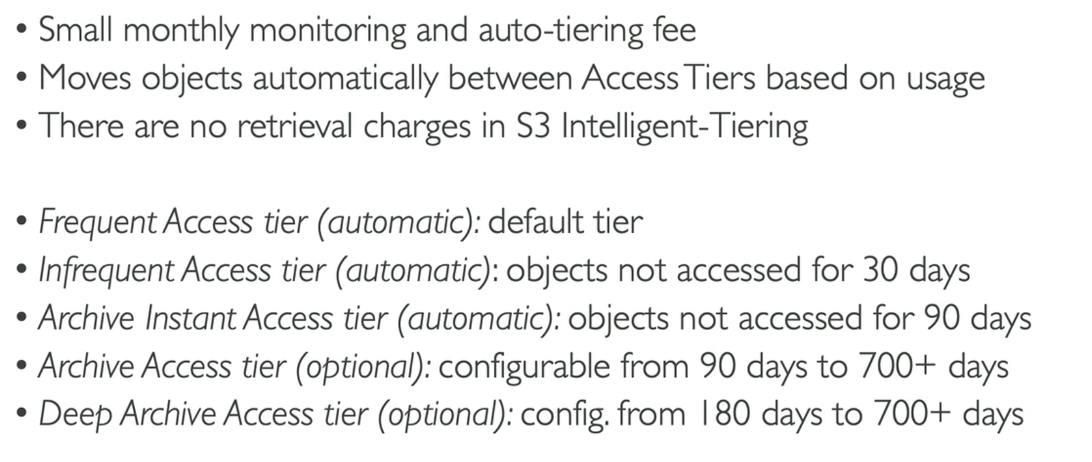 • Small monthly monitoring and auto-tiering fee
• Moves objects automatically between Access Tiers based on usage
• There are no retrieval charges in S3 Intelligent-Tiering
• Frequent Access tier (automatic): default tier
• Infrequent Access tier (automatic): objects not accessed for 30 days
• Archive Instant Access tier (automatic): objects not accessed for 90 days
• Archive Access tier (optional): configurable from 90 days to 700+ days
• Deep Archive Access tier (optional): config. from 180 days to 700+ days